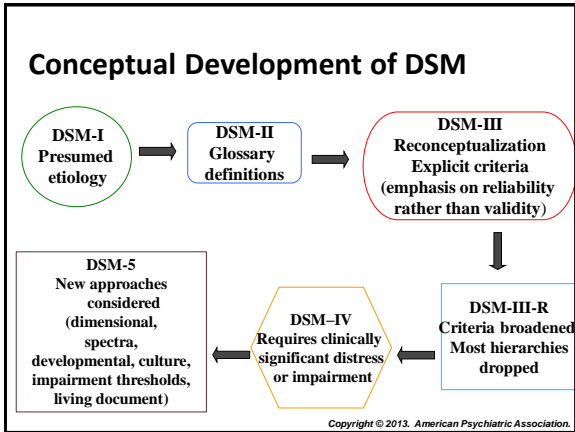 Conceptual Development of DSM
DSM-I
Presumed
etiology
DSM-II
Glossary
definitions
DSM-III
Reconceptualization
Explicit criteria
(emphasis on reliability
rather than validity)
DSM-5
New approaches
considered
(dimensional,
spectra,
developmental, culture,
impairment thresholds,
living document)
DSM–IV
Requires clinically
significant distress
or impairment
DSM-III-R
Criteria broadened
Most hierarchies
dropped
Copyright © 2013. American Psychiatric Association.